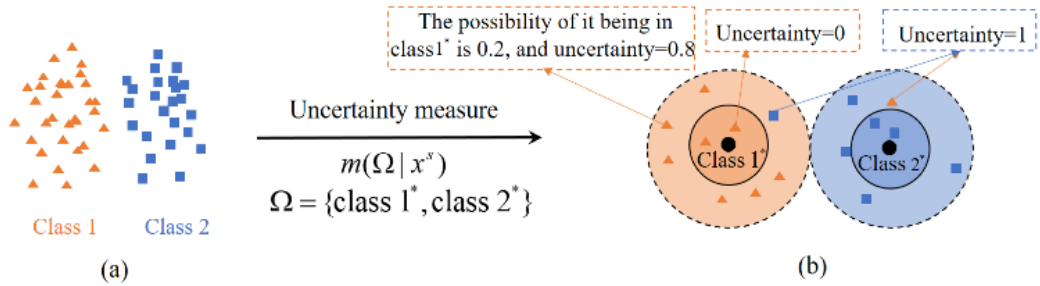 The possibility of it being in
class1* is 0.2, and uncertainty=0.8
Uncertainty=0
Uncertainty=1
Uncertainty measure
m(Ω | xˢ)
Ω = {class 1*, class 2*}
Class 1*
Class 2*
Class 1
Class 2
(a)
(b)